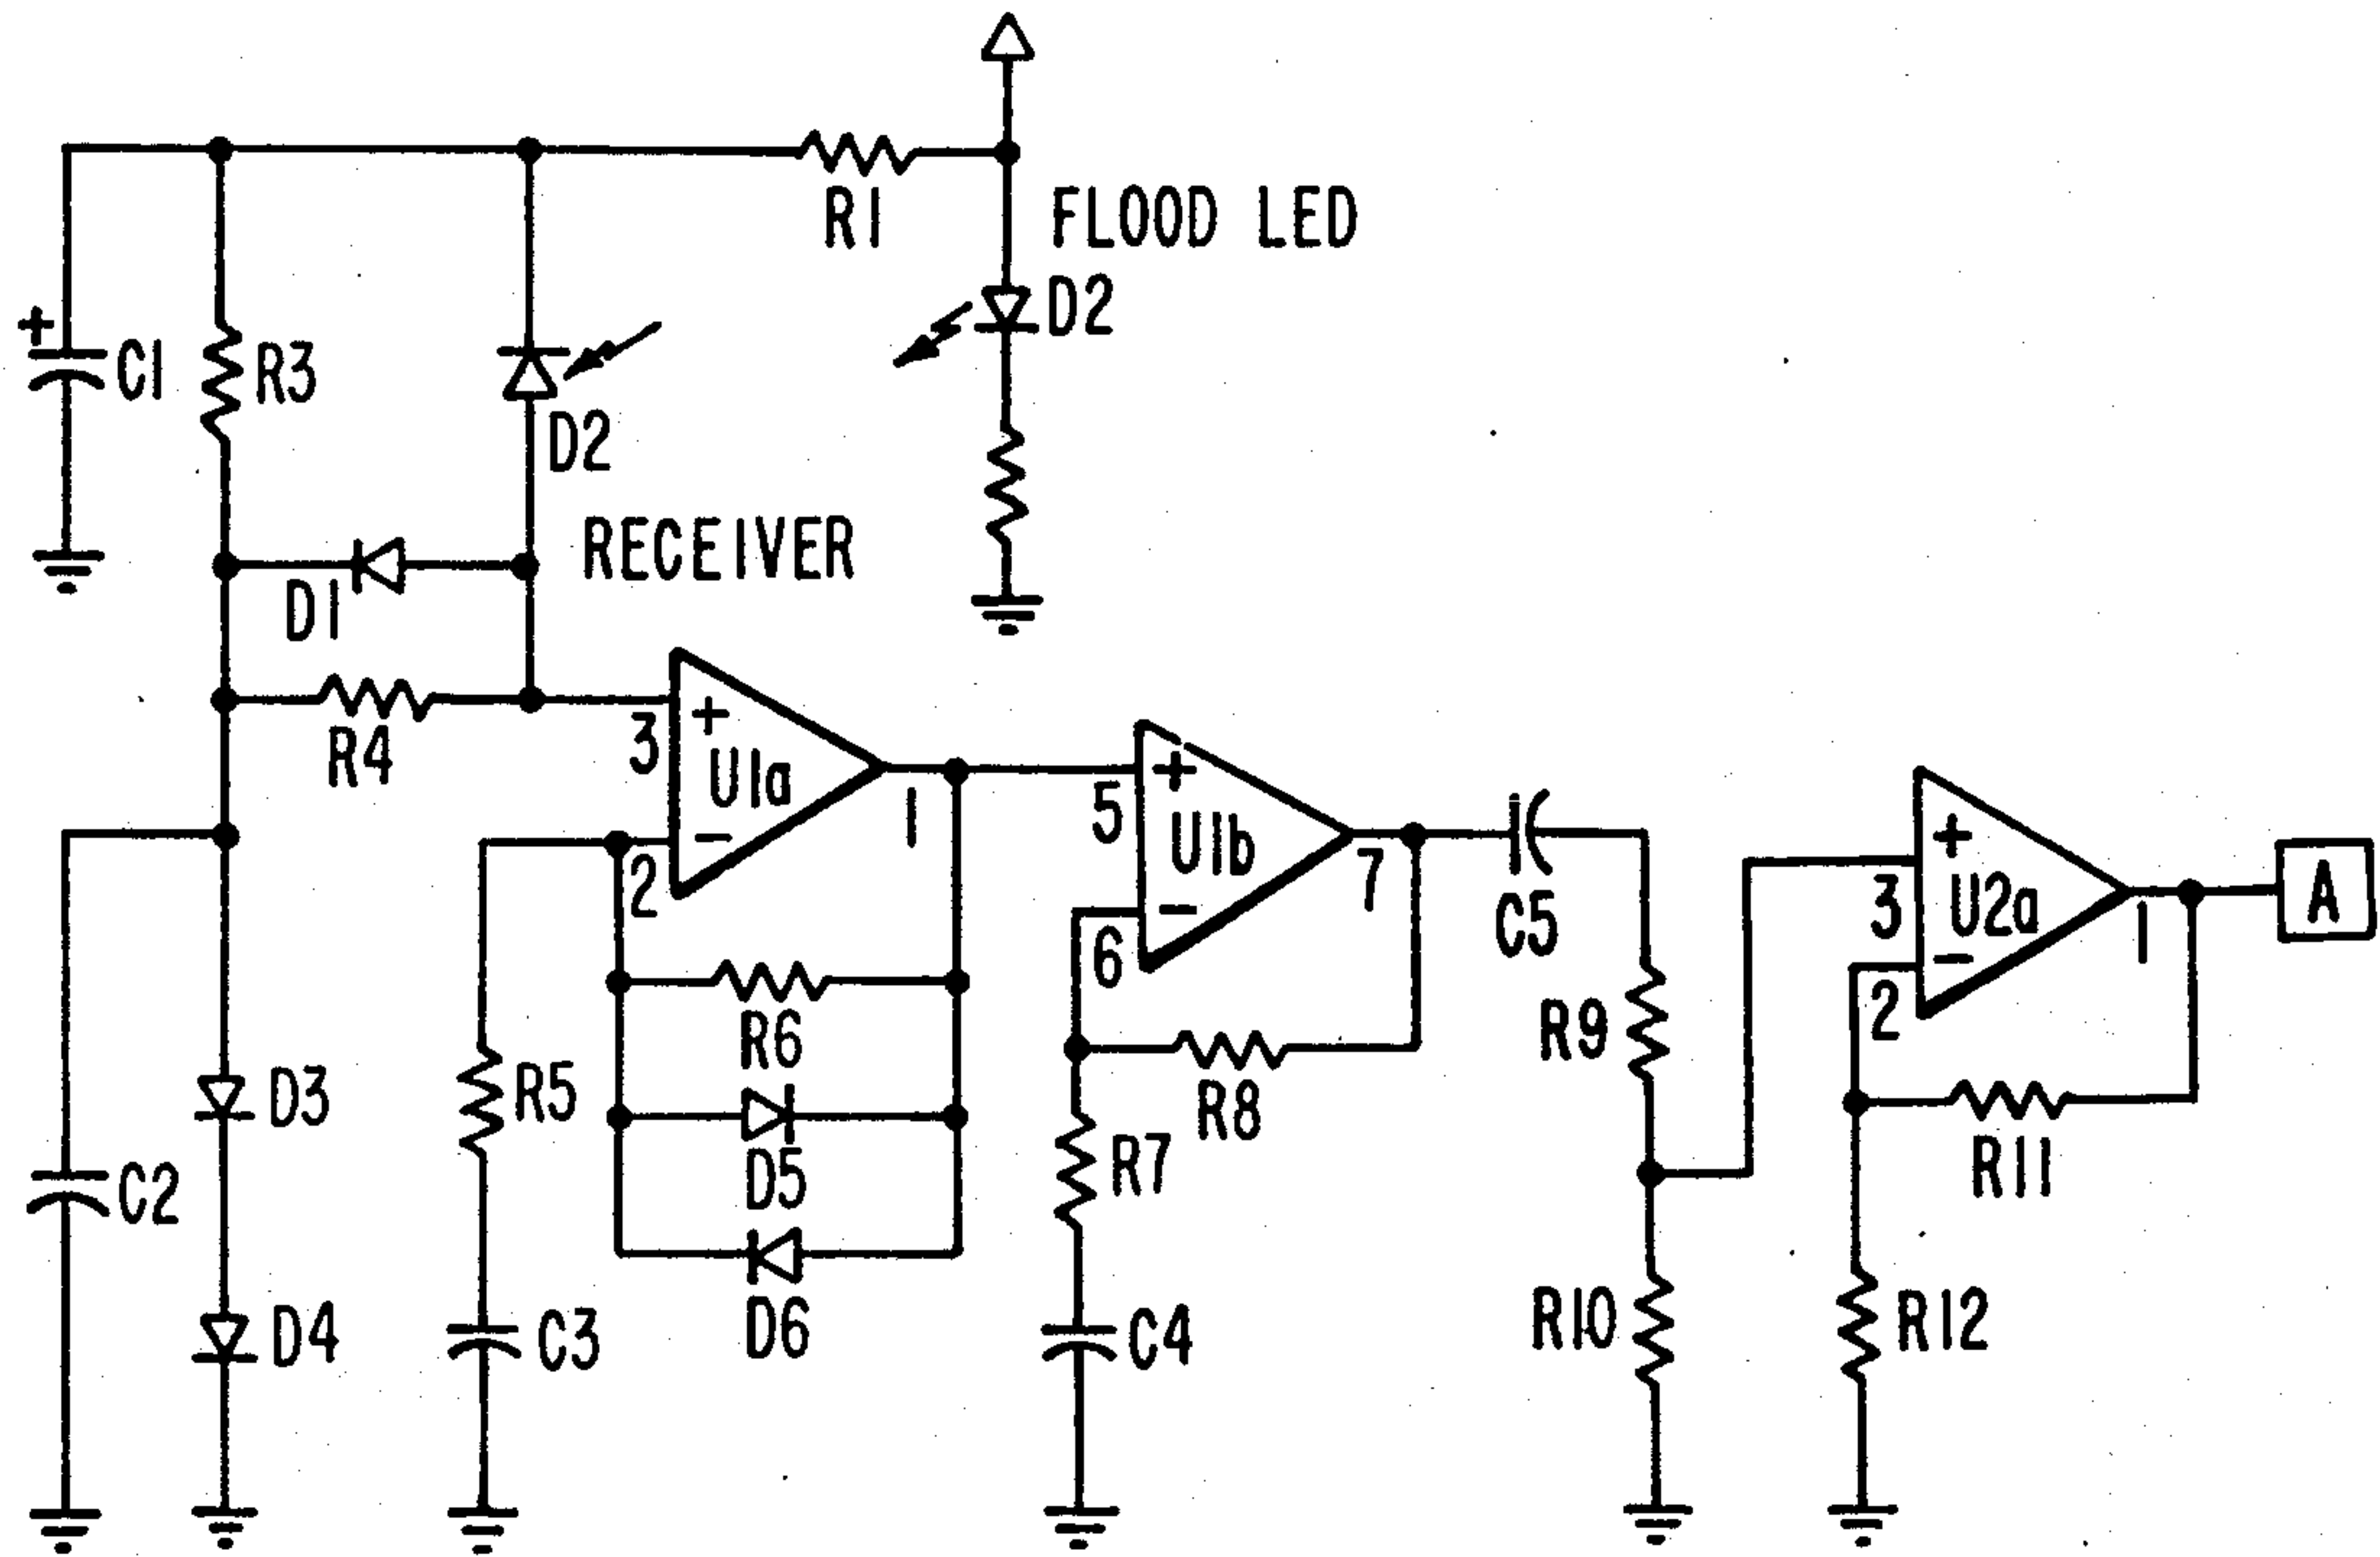 R1
FLOOD LED
D2
+
C1
R3
D2
RECEIVER
D1
R4
3
+
U1a
-
2
1
5
+
U1b
-
6
7
C5
3
+
U2a
-
2
1
A
R6
R5
D5
D6
R8
R7
R9
R11
D3
C2
D4
C3
C4
R10
R12